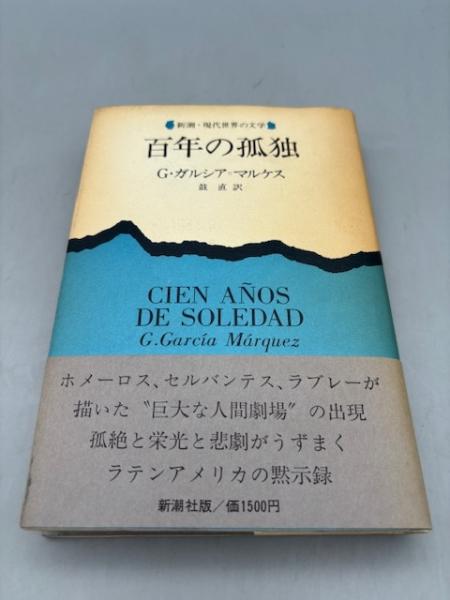 新潮・現代世界の文学
百年の孤独
G・ガルシア=マルケス
鼓 直 訳
CIEN AÑOS
DE SOLEDAD
G. García Márquez
ホメーロス、セルバンテス、ラブレーが
描いた〝巨大な人間劇場〟の出現
孤絶と栄光と悲劇がうずまく
ラテンアメリカの黙示録
新潮社版/価1500円